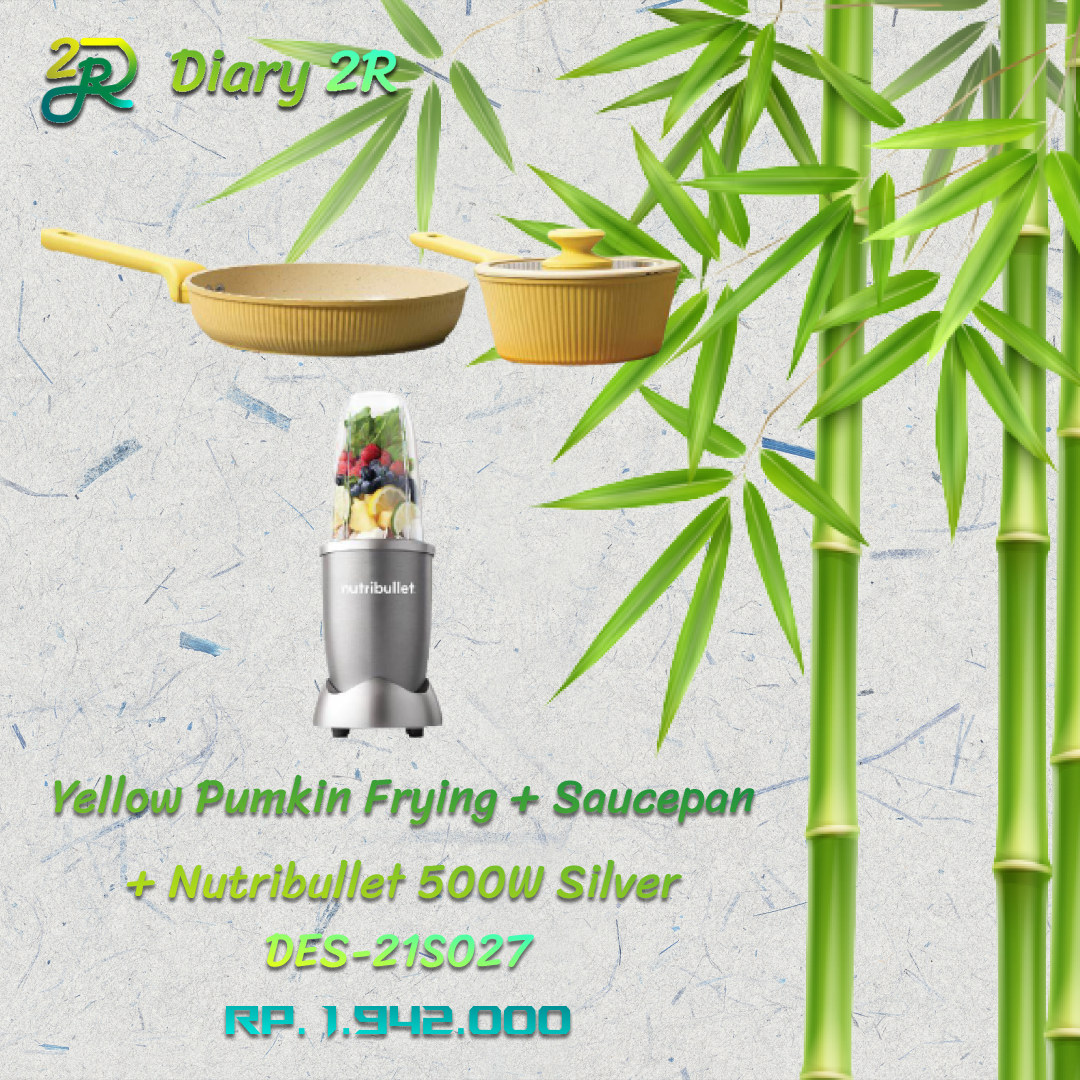 2R Diary 2R
nutribullet
Yellow Pumkin Frying + Saucepan
+ Nutribullet 500W Silver
DES-21S027
RP. 1.942.000